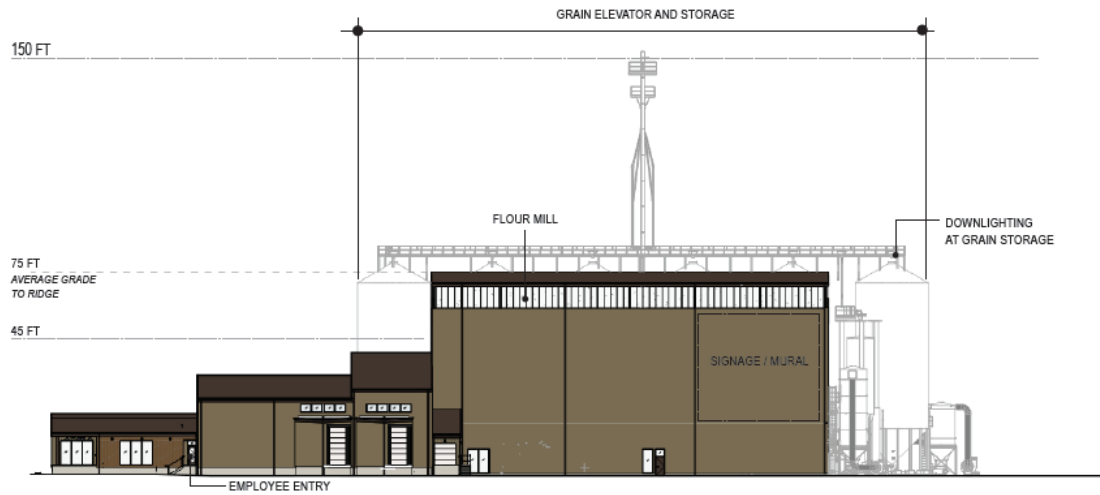 GRAIN ELEVATOR AND STORAGE
150 FT
FLOUR MILL
DOWNLIGHTING
AT GRAIN STORAGE
75 FT
AVERAGE GRADE
TO RIDGE
45 FT
SIGNAGE / MURAL
EMPLOYEE ENTRY